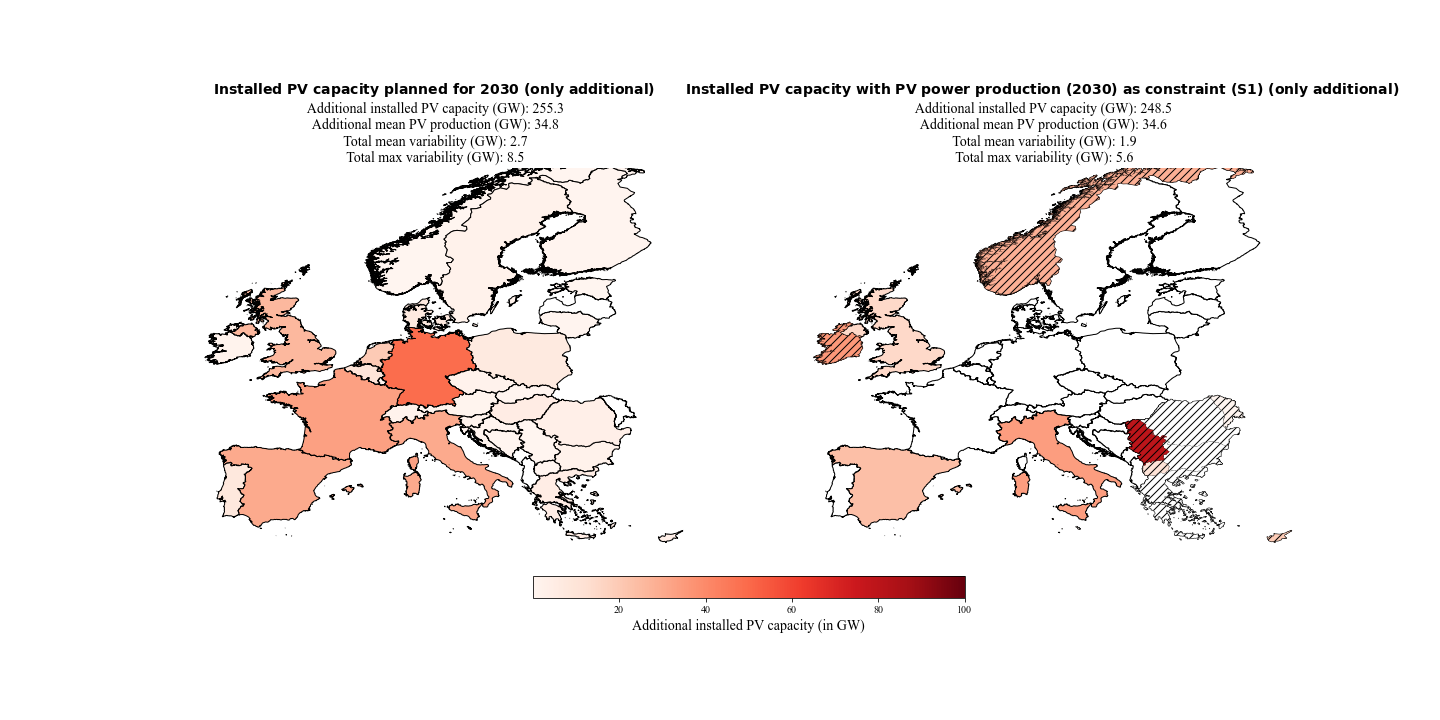 Installed PV capacity planned for 2030 (only additional)
Additional installed PV capacity (GW): 255.3
Additional mean PV production (GW): 34.8
Total mean variability (GW): 2.7
Total max variability (GW): 8.5
Installed PV capacity with PV power production (2030) as constraint (S1) (only additional)
Additional installed PV capacity (GW): 248.5
Additional mean PV production (GW): 34.6
Total mean variability (GW): 1.9
Total max variability (GW): 5.6
20 40 60 80 100
Additional installed PV capacity (in GW)